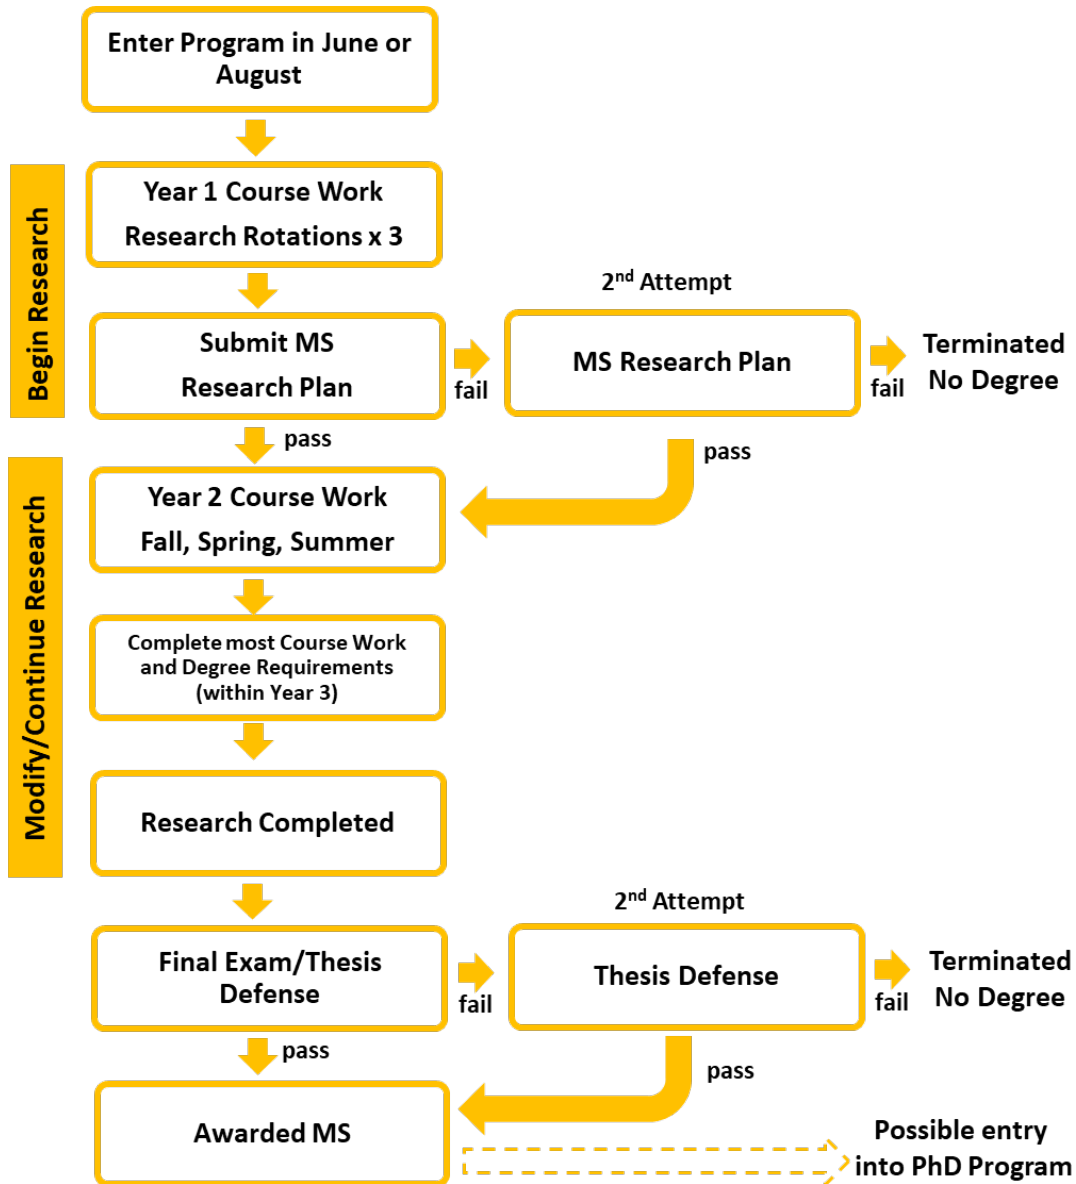 Enter Program in June or
August
Begin Research
Year 1 Course Work
Research Rotations x 3
Submit MS
Research Plan
fail
2nd Attempt
MS Research Plan
fail
Terminated
No Degree
pass
pass
Modify/Continue Research
Year 2 Course Work
Fall, Spring, Summer
Complete most Course Work
and Degree Requirements
(within Year 3)
Research Completed
Final Exam/Thesis
Defense
fail
2nd Attempt
Thesis Defense
fail
Terminated
No Degree
pass
pass
Awarded MS
Possible entry
into PhD Program